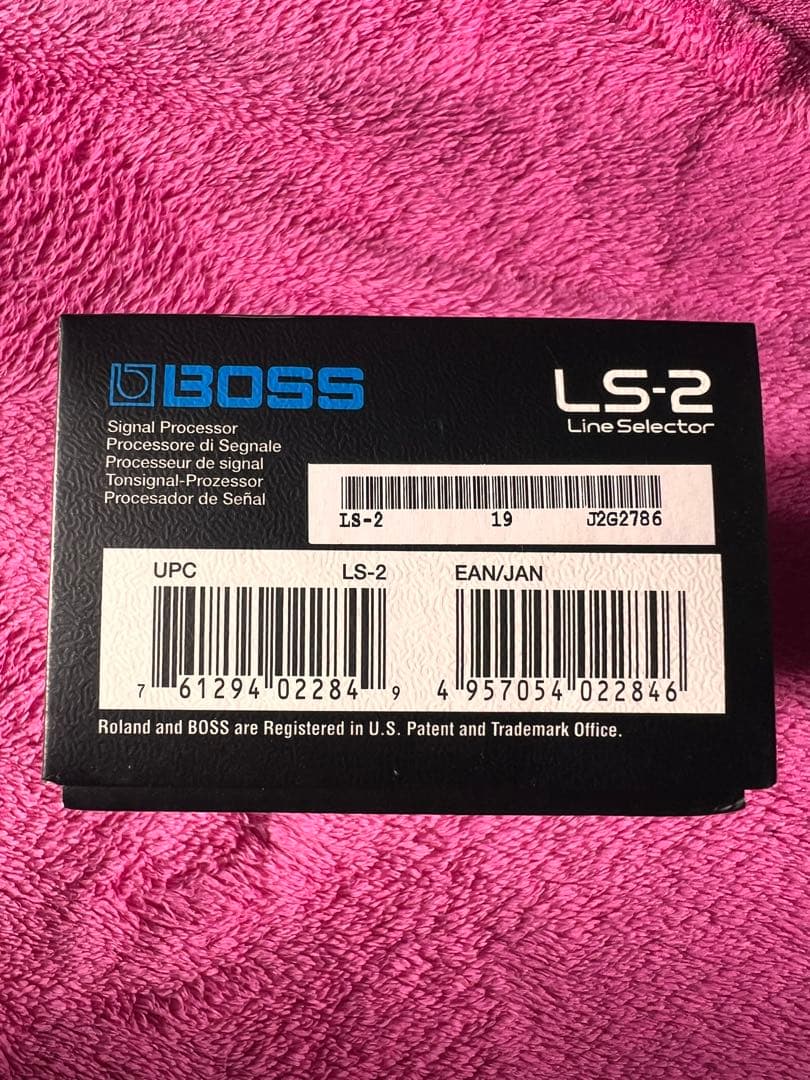 BOSS
LS-2
Line Selector
Signal Processor
Processore di Segnale
Processeur de signal
Tonsignal-Prozessor
Procesador de Señal
LS-2 19 J2G2786
UPC LS-2 EAN/JAN
7 61294 02284 9 4 957054 022846
Roland and BOSS are Registered in U.S. Patent and Trademark Office.